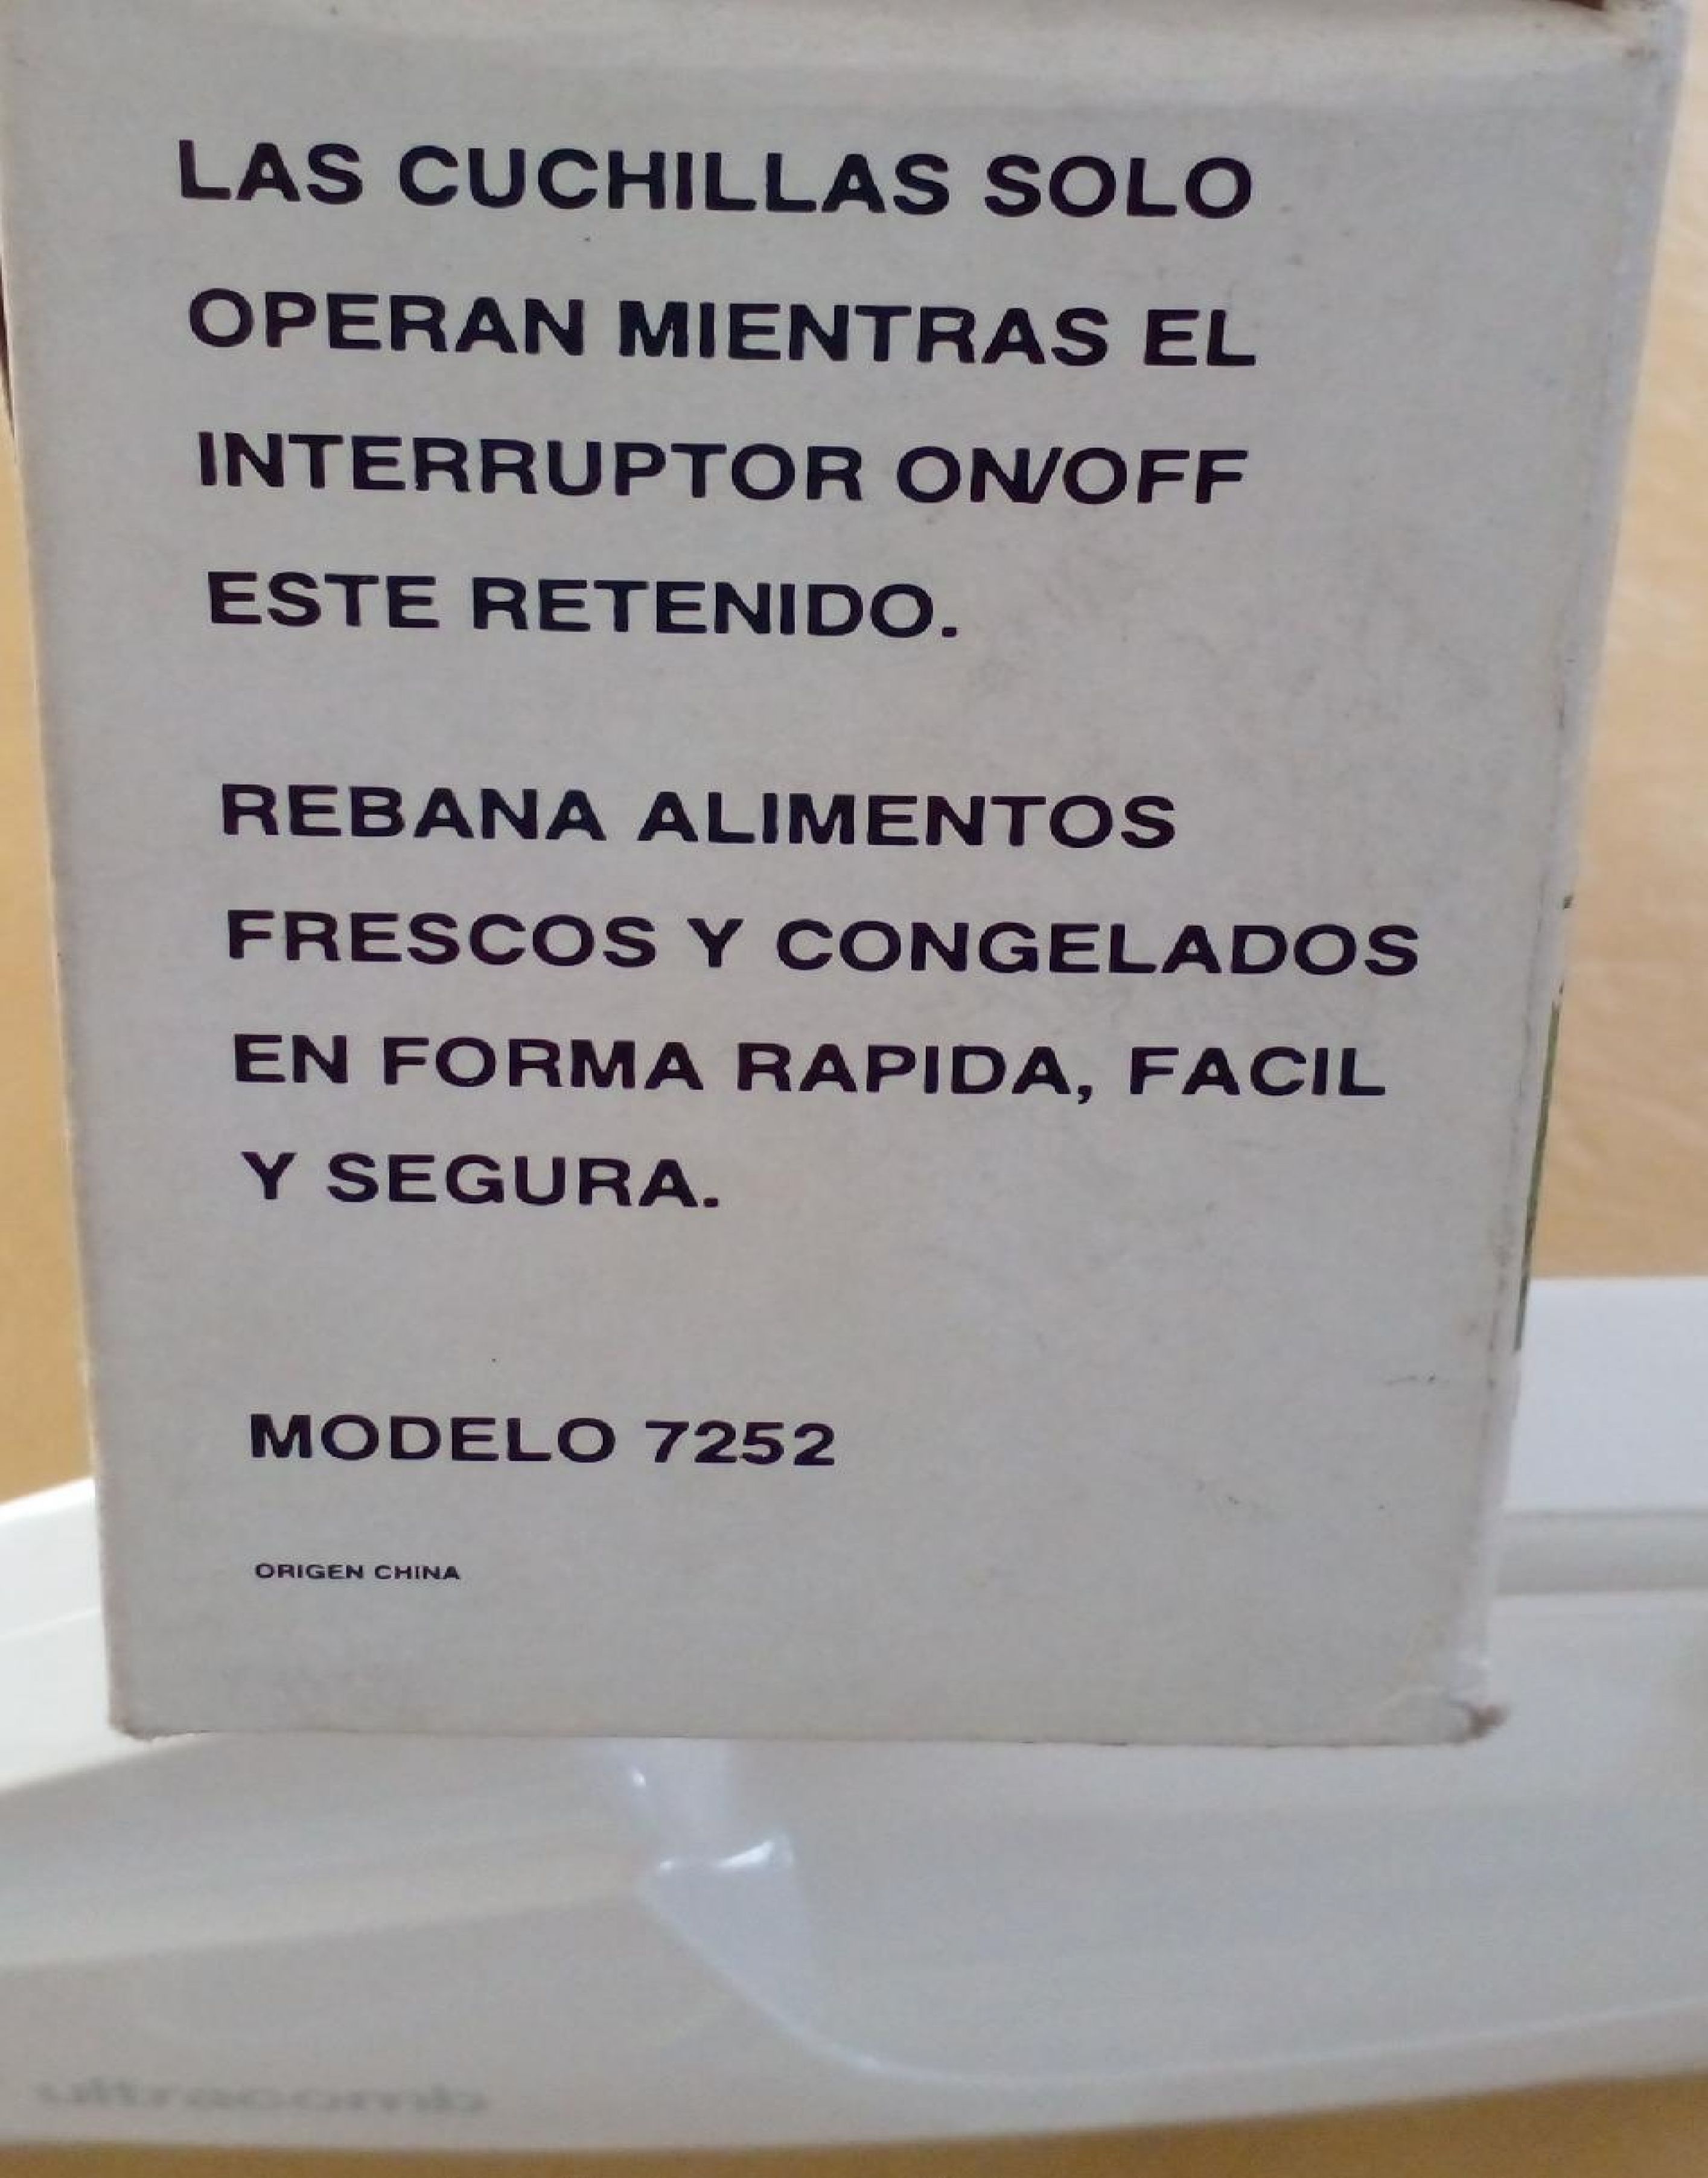 LAS CUCHILLAS SOLO
OPERAN MIENTRAS EL
INTERRUPTOR ON/OFF
ESTE RETENIDO.
REBANA ALIMENTOS
FRESCOS Y CONGELADOS
EN FORMA RAPIDA, FACIL
Y SEGURA.
MODELO 7252
ORIGEN CHINA
ultracomb